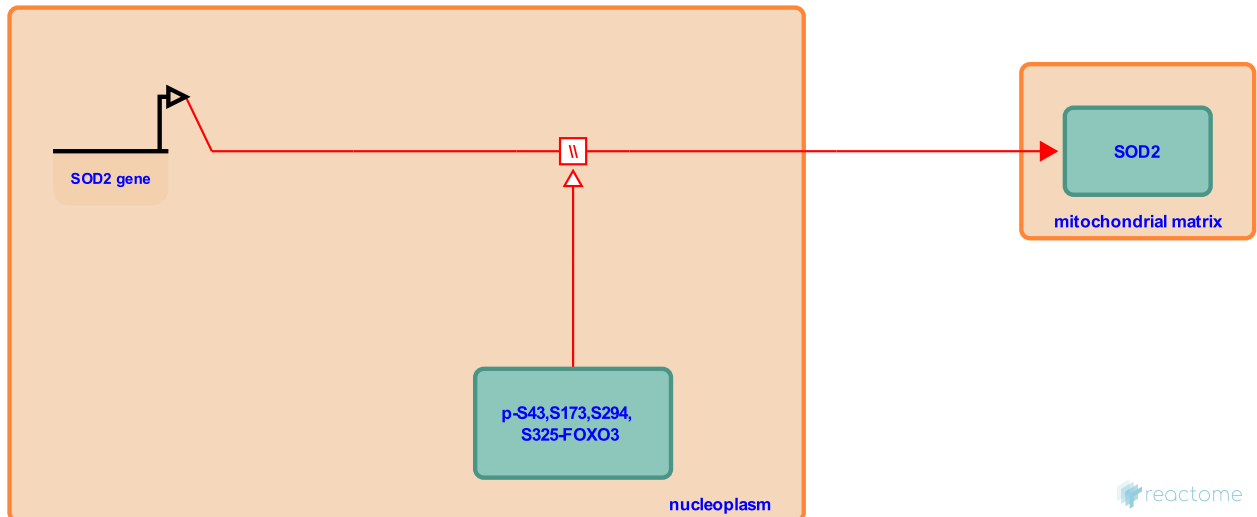 SOD2 gene
\\
SOD2
mitochondrial matrix
p-S43,S173,S294,
S325-FOXO3
nucleoplasm
reactome